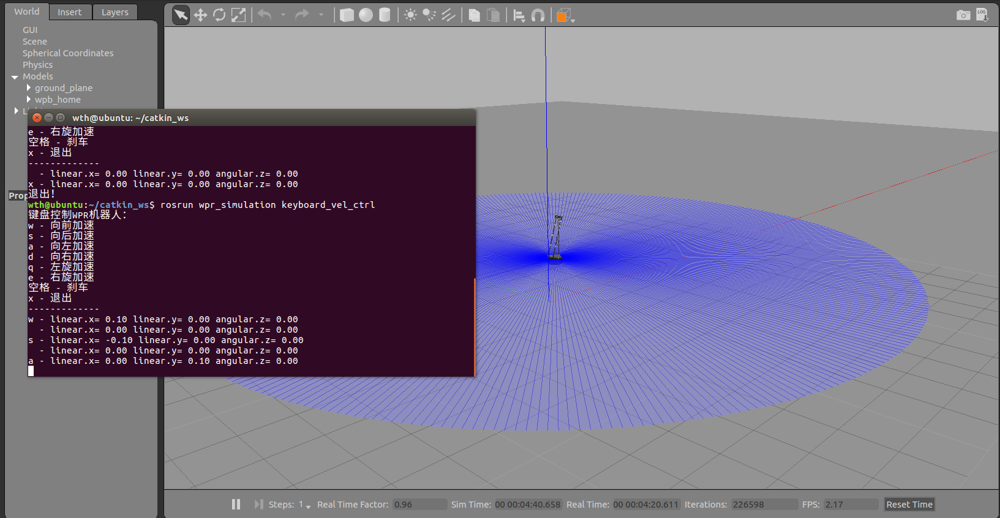 World Insert Layers
GUI
Scene
Spherical Coordinates
Physics
Models
ground_plane
wpb_home
wth@ubuntu: ~/catkin_ws
e - 右旋加速
空格 - 刹车
x - 退出
-------------
- linear.x= 0.00 linear.y= 0.00 angular.z= 0.00
x - linear.x= 0.00 linear.y= 0.00 angular.z= 0.00
退出!
wth@ubuntu:~/catkin_ws$ rosrun wpr_simulation keyboard_vel_ctrl
键盘控制WPR机器人:
w - 向前加速
s - 向后加速
a - 向左加速
d - 向右加速
q - 左旋加速
e - 右旋加速
空格 - 刹车
x - 退出
-------------
w - linear.x= 0.10 linear.y= 0.00 angular.z= 0.00
- linear.x= 0.00 linear.y= 0.00 angular.z= 0.00
s - linear.x= -0.10 linear.y= 0.00 angular.z= 0.00
- linear.x= 0.00 linear.y= 0.00 angular.z= 0.00
a - linear.x= 0.00 linear.y= 0.10 angular.z= 0.00
LOG
Steps: 1 Real Time Factor: 0.96 Sim Time: 00 00:04:40.658 Real Time: 00 00:04:20.611 Iterations: 226598 FPS: 2.17 Reset Time